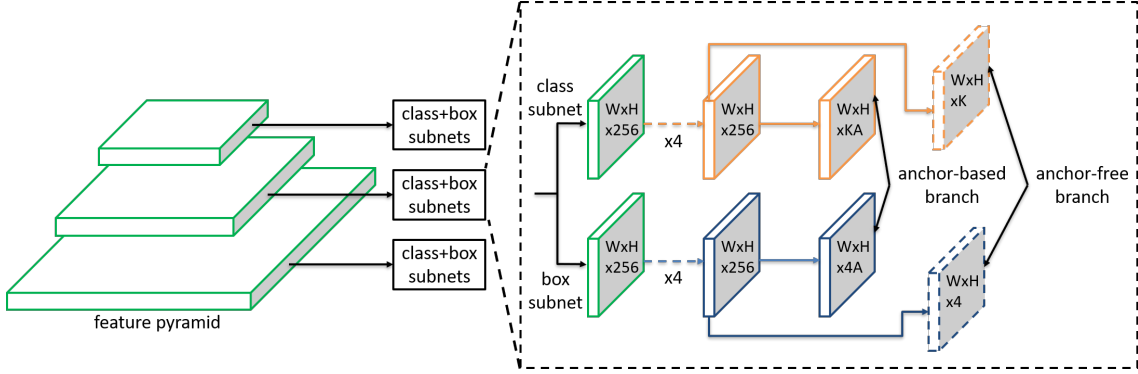 class+box
subnets
class+box
subnets
class+box
subnets
feature pyramid
class
subnet
WxH
x256
x4
WxH
x256
WxH
xKA
WxH
xK
anchor-based
branch
anchor-free
branch
box
subnet
WxH
x256
x4
WxH
x256
WxH
x4A
WxH
x4